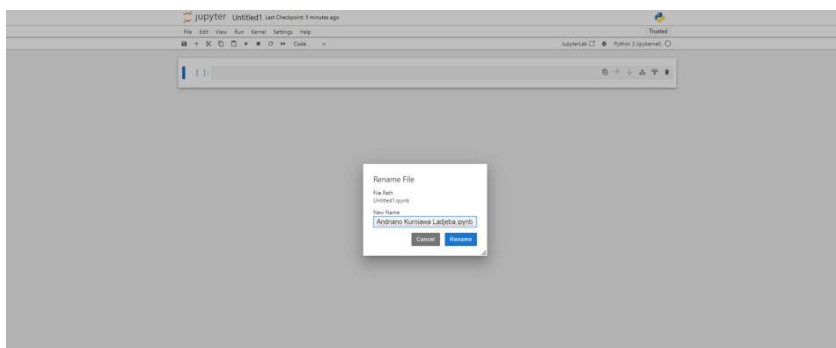 jupyter Untitled1 Last Checkpoint: 5 minutes ago
File Edit View Run Kernel Settings Help Trusted
Code JupyterLab Python 3 (ipykernel)
[ ]:
Rename File
File Path
Untitled1.ipynb
New Name
Andriano Kurniawa Ladjeba.ipynb
Cancel Rename